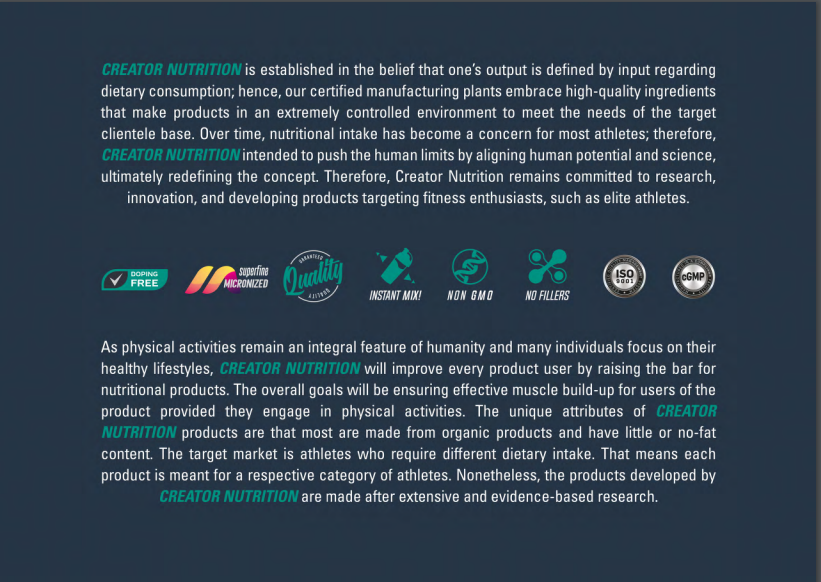 CREATOR NUTRITION is established in the belief that one's output is defined by input regarding
dietary consumption; hence, our certified manufacturing plants embrace high-quality ingredients
that make products in an extremely controlled environment to meet the needs of the target
clientele base. Over time, nutritional intake has become a concern for most athletes; therefore,
CREATOR NUTRITION intended to push the human limits by aligning human potential and science,
ultimately redefining the concept. Therefore, Creator Nutrition remains committed to research,
innovation, and developing products targeting fitness enthusiasts, such as elite athletes.
DOPING
FREE
superfine
MICRONIZED
GUARANTEED
Quality
QUALITY
INSTANT MIX!
NON GMO
NO FILLERS
ISO
9001
cGMP
As physical activities remain an integral feature of humanity and many individuals focus on their
healthy lifestyles, CREATOR NUTRITION will improve every product user by raising the bar for
nutritional products. The overall goals will be ensuring effective muscle build-up for users of the
product provided they engage in physical activities. The unique attributes of CREATOR
NUTRITION products are that most are made from organic products and have little or no-fat
content. The target market is athletes who require different dietary intake. That means each
product is meant for a respective category of athletes. Nonetheless, the products developed by
CREATOR NUTRITION are made after extensive and evidence-based research.